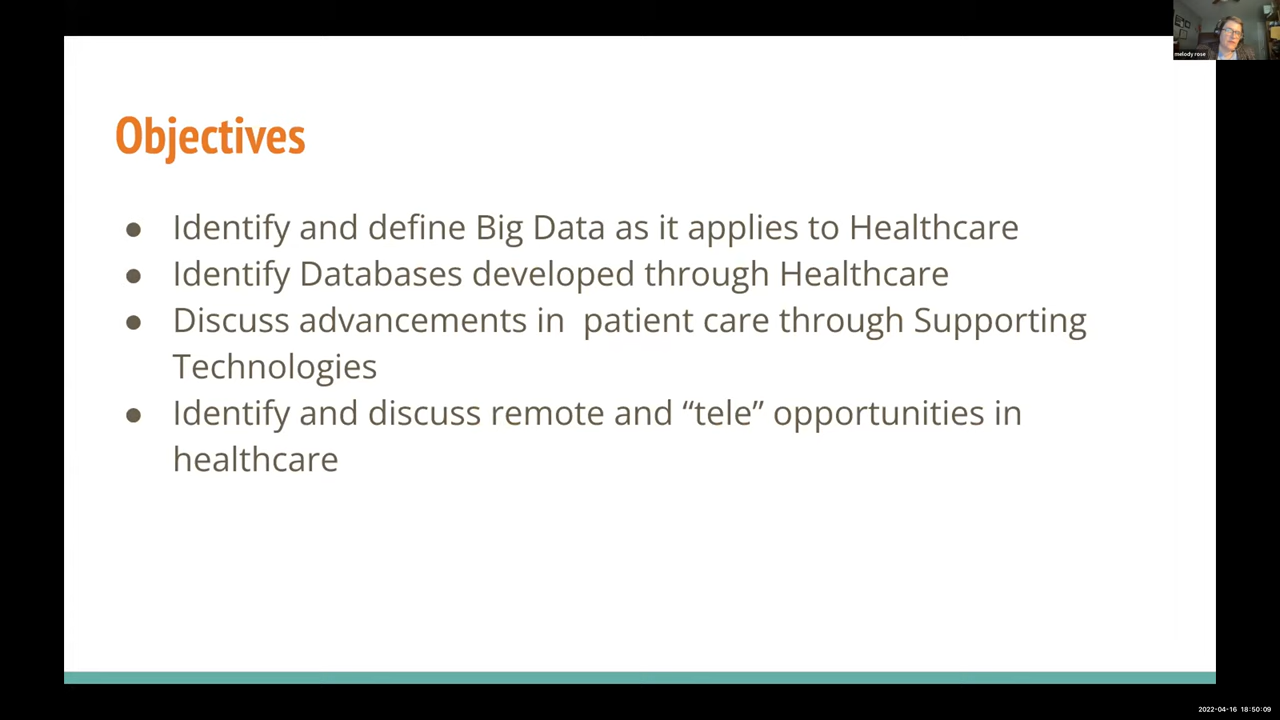 melody rose
Objectives
● Identify and define Big Data as it applies to Healthcare
● Identify Databases developed through Healthcare
● Discuss advancements in  patient care through Supporting
Technologies
● Identify and discuss remote and “tele” opportunities in
healthcare
2022-04-16 18:50:09